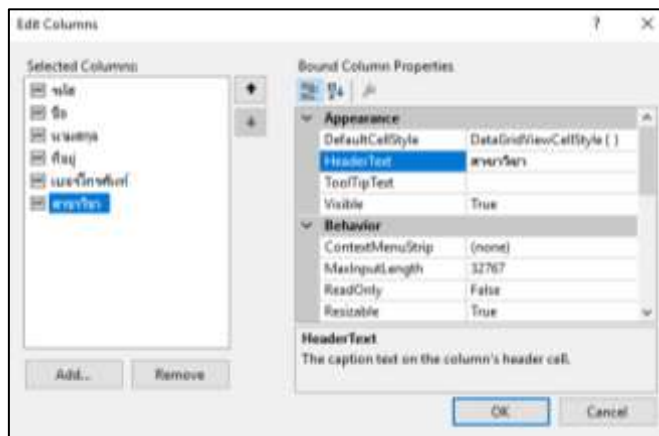 Edit Columns ? ×
Selected Columns:
รหัส
ชื่อ
นามสกุล
ที่อยู่
เบอร์โทรศัพท์
สาขาวิชา
Add...
Remove
Bound Column Properties
Appearance
DefaultCellStyle DataGridViewCellStyle { }
HeaderText สาขาวิชา
ToolTipText
Visible True
Behavior
ContextMenuStrip (none)
MaxInputLength 32767
ReadOnly False
Resizable True
HeaderText
The caption text on the column's header cell.
OK Cancel